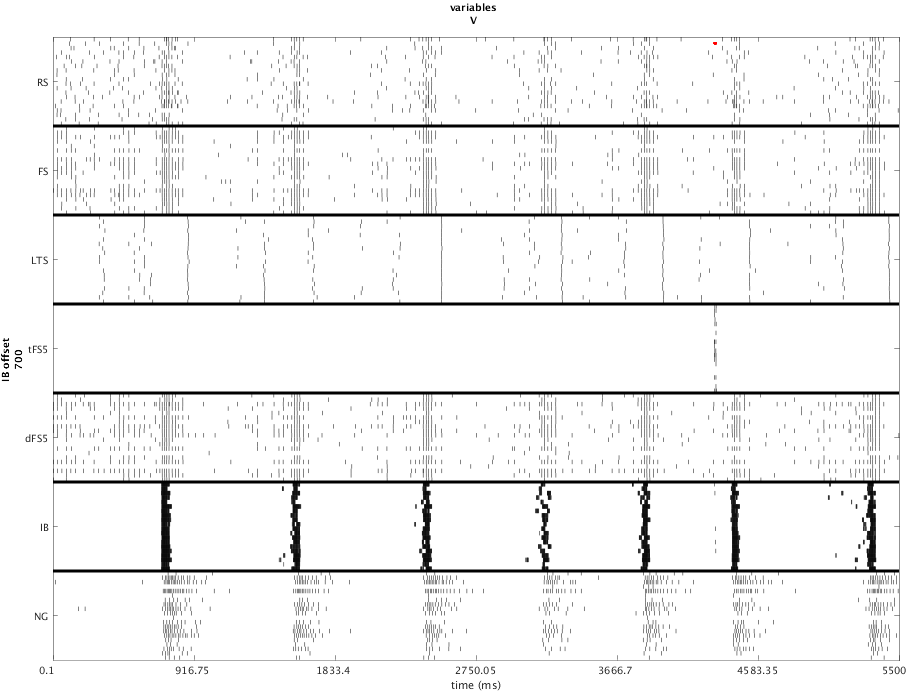 variables
V
RS
FS
LTS
tFS5
dFS5
IB
NG
IB offset
700
0.1 916.75 1833.4 2750.05 3666.7 4583.35 5500
time (ms)